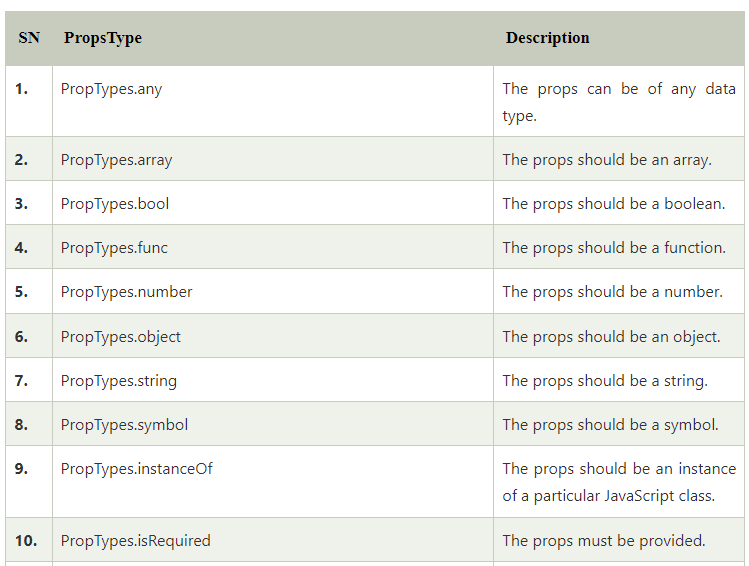 SN PropsType Description
1. PropTypes.any The props can be of any data
type.
2. PropTypes.array The props should be an array.
3. PropTypes.bool The props should be a boolean.
4. PropTypes.func The props should be a function.
5. PropTypes.number The props should be a number.
6. PropTypes.object The props should be an object.
7. PropTypes.string The props should be a string.
8. PropTypes.symbol The props should be a symbol.
9. PropTypes.instanceOf The props should be an instance
of a particular JavaScript class.
10. PropTypes.isRequired The props must be provided.